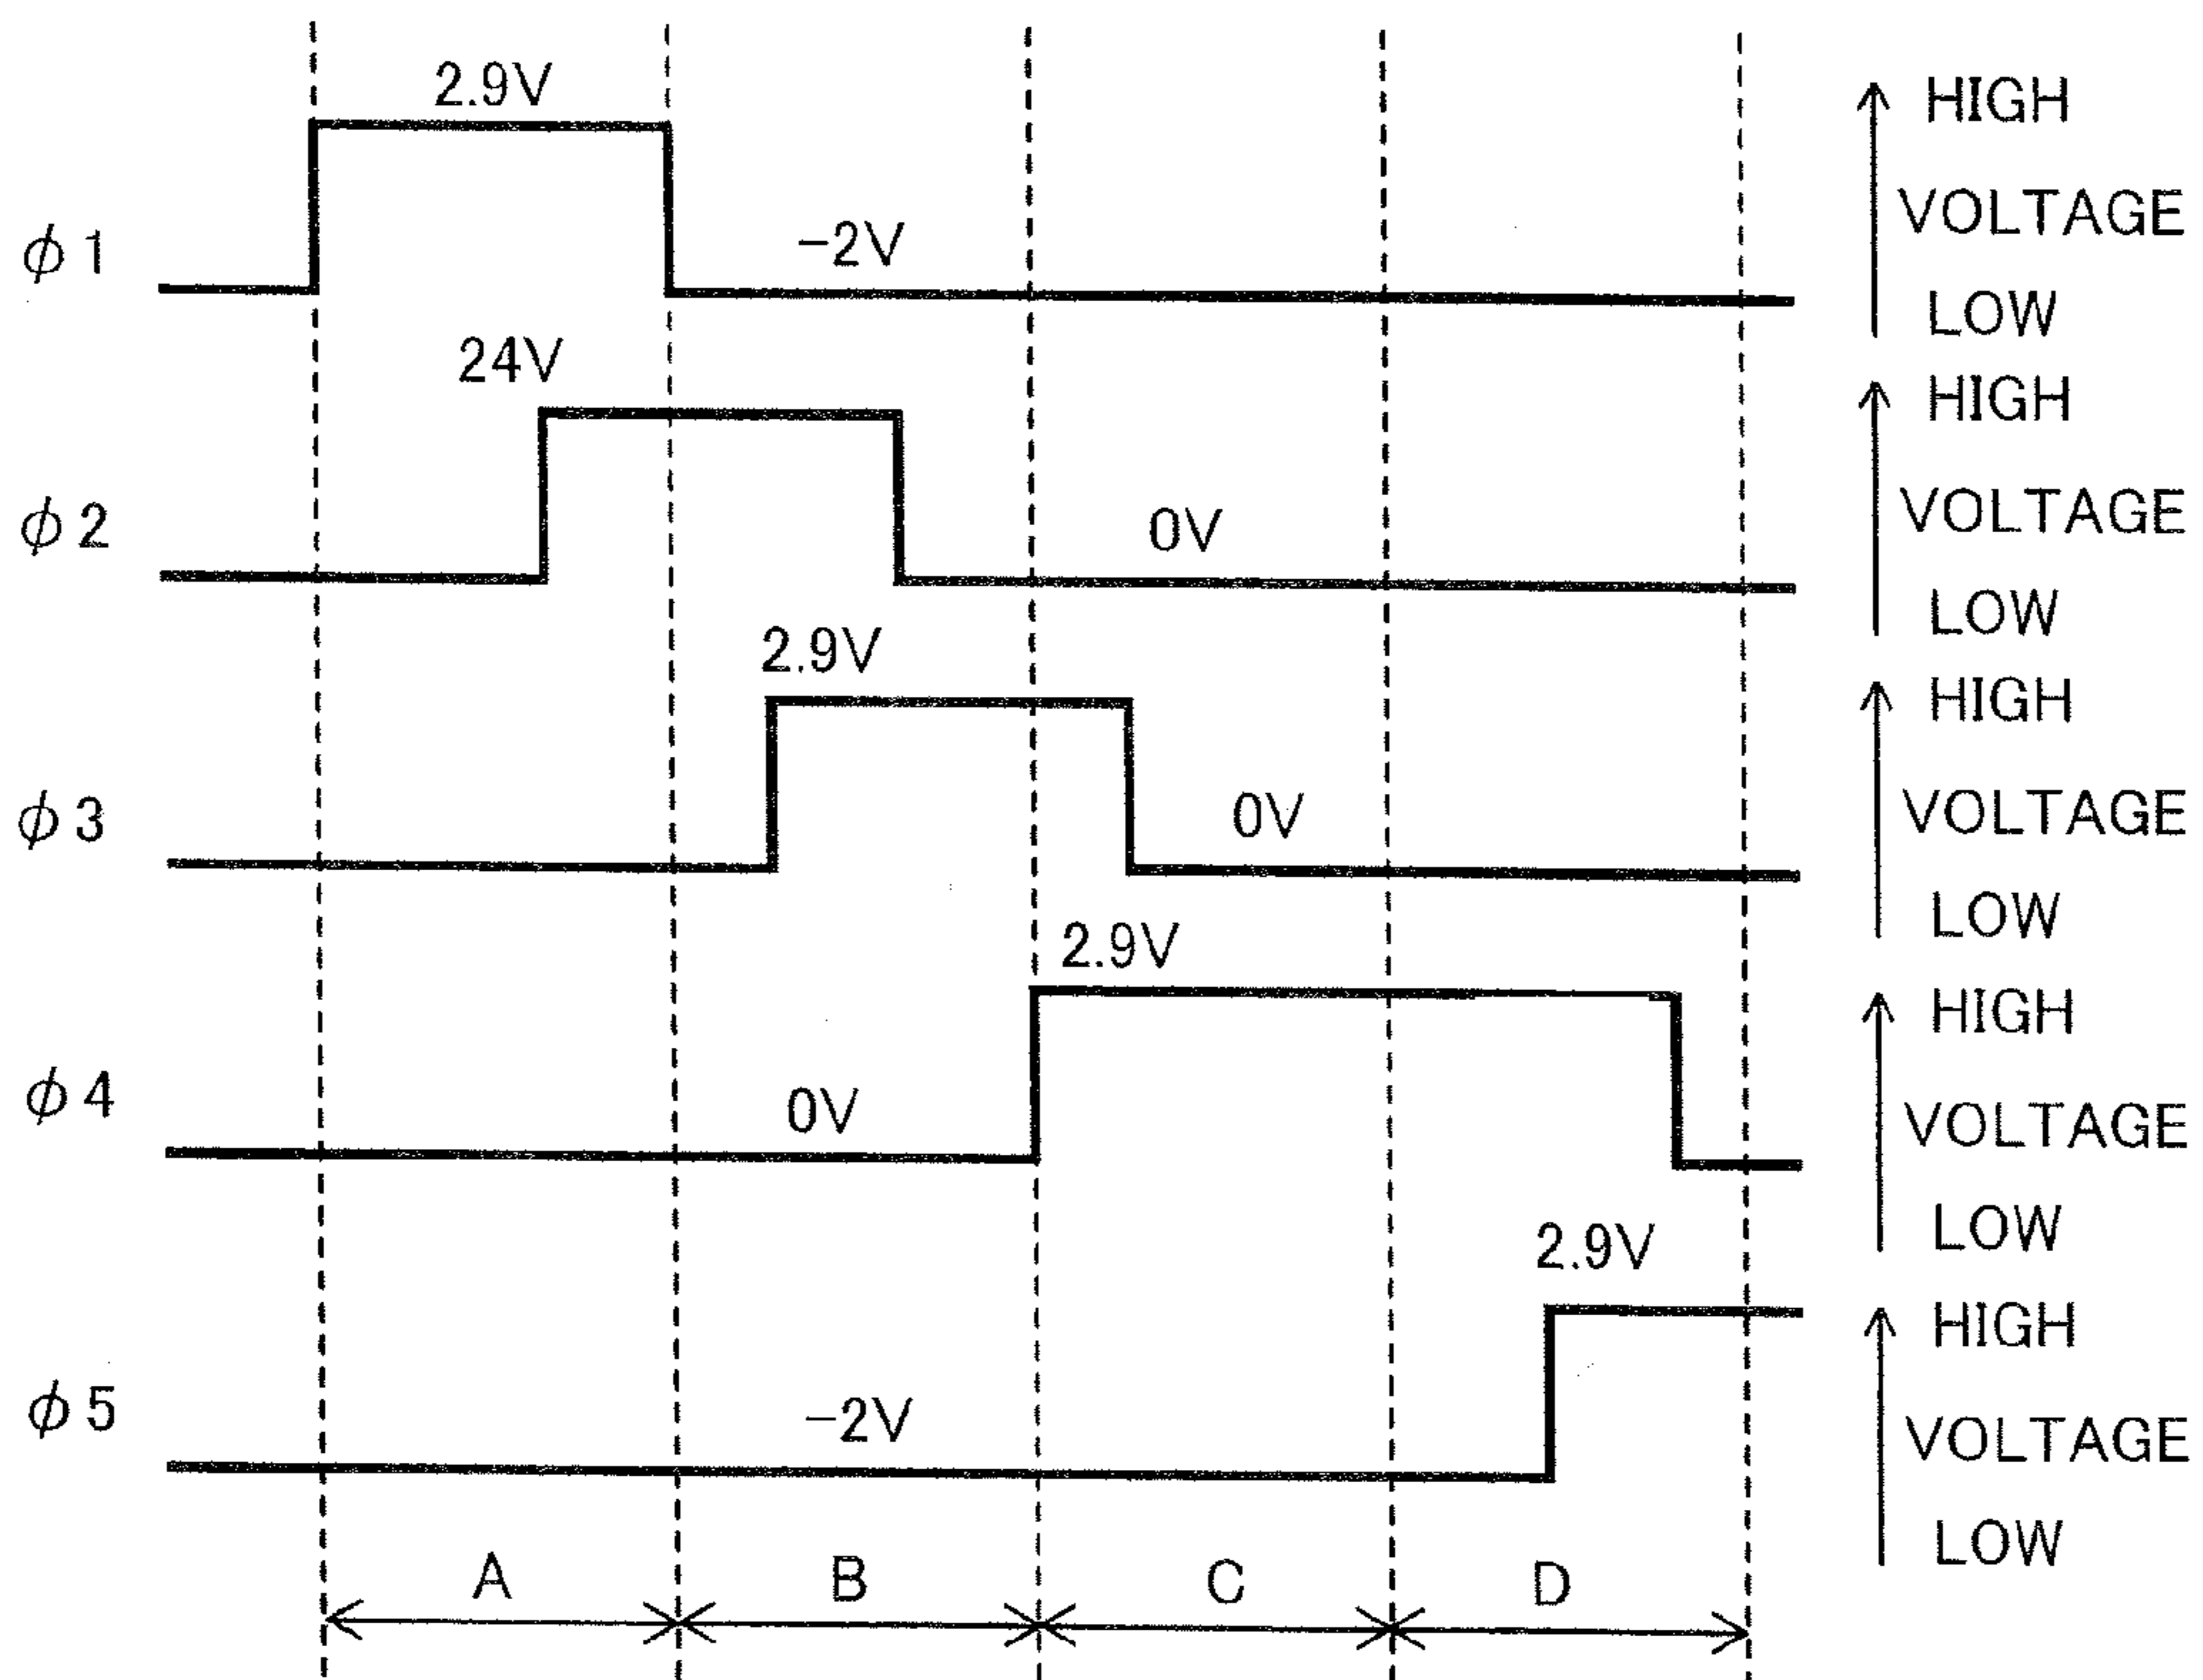 2.9V
HIGH
VOLTAGE
LOW
φ1
-2V
24V
HIGH
VOLTAGE
LOW
φ2
0V
2.9V
HIGH
VOLTAGE
LOW
φ3
0V
2.9V
HIGH
VOLTAGE
LOW
φ4
0V
2.9V
HIGH
VOLTAGE
LOW
φ5
-2V
A B C D